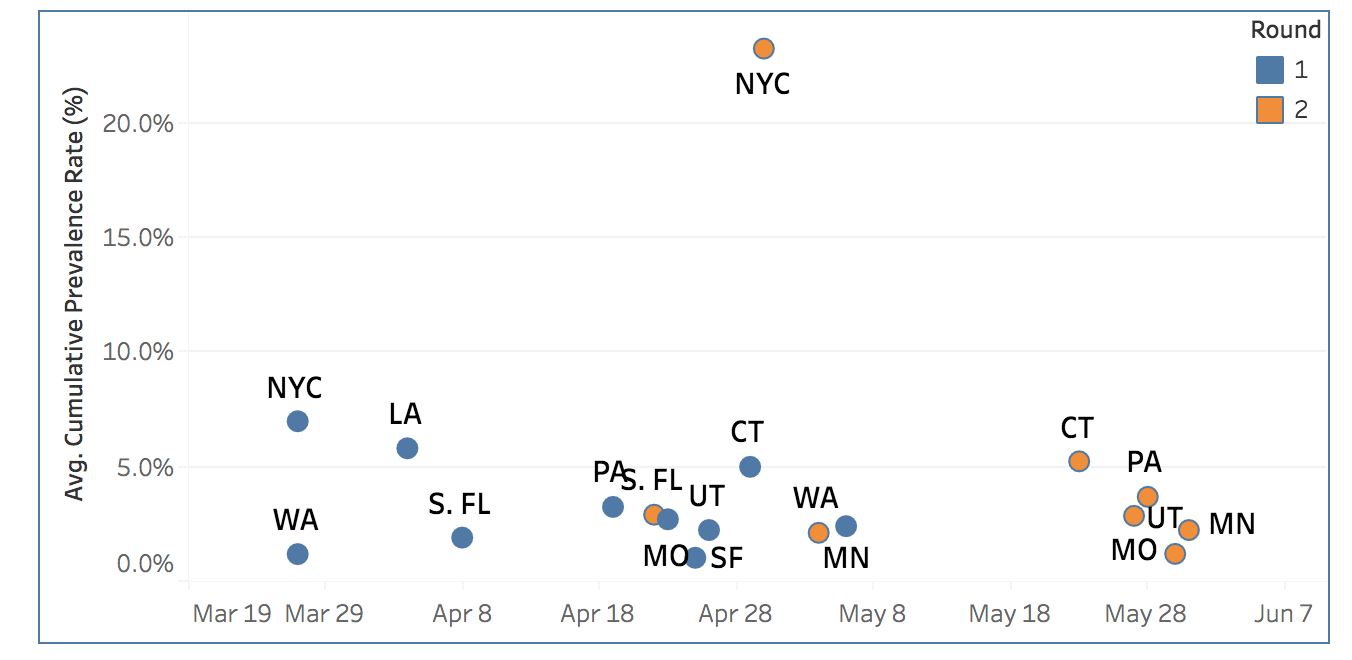 Round
1
2
Avg. Cumulative Prevalence Rate (%)
20.0%
15.0%
10.0%
5.0%
0.0%
NYC
NYC
LA
WA
S. FL
PA
S. FL
UT
MO
SF
CT
WA
MN
CT
PA
UT
MN
MO
Mar 19 Mar 29 Apr 8 Apr 18 Apr 28 May 8 May 18 May 28 Jun 7